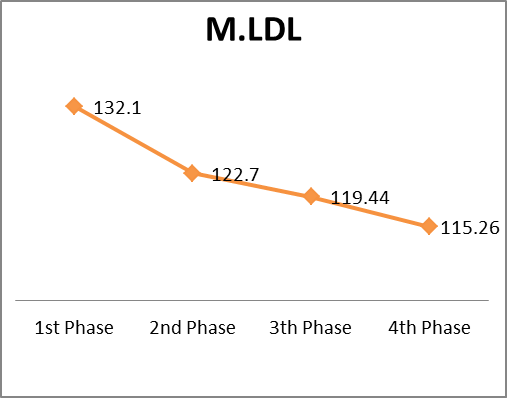 M.LDL
132.1
122.7
119.44
115.26
1st Phase 2nd Phase 3th Phase 4th Phase